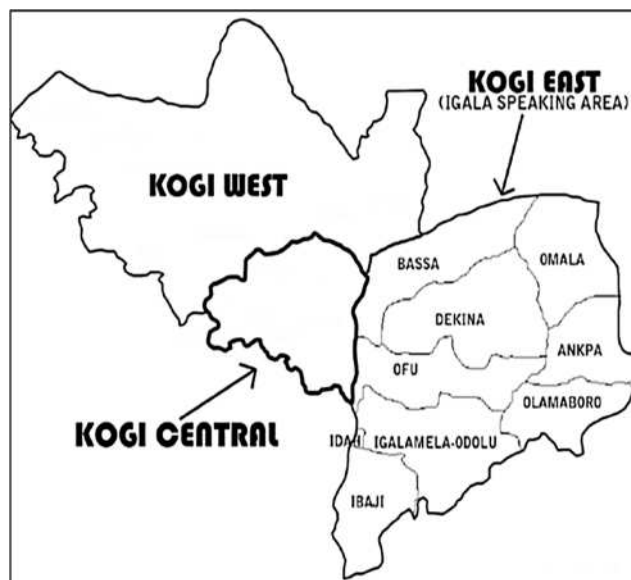 KOGI EAST
(IGALA SPEAKING AREA)
KOGI WEST
BASSA
OMALA
DEKINA
ANKPA
OFU
OLAMABORO
KOGI CENTRAL
IDAH
IGALAMELA-ODOLU
IBAJI